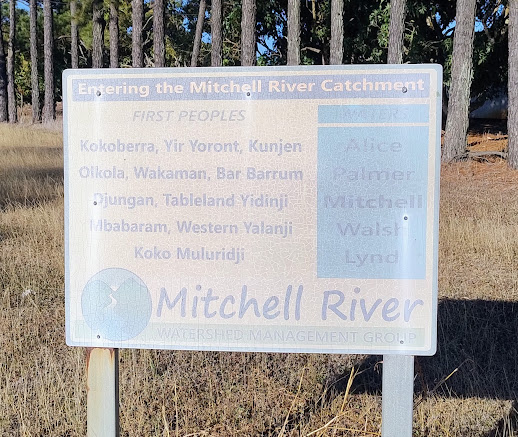 Entering the Mitchell River Catchment
FIRST PEOPLES
WATER
Kokoberra, Yir Yoront, Kunjen
Alice
Olkola, Wakaman, Bar Barrum
Palmer
Djungan, Tableland Yidinji
Mitchell
Mbabaram, Western Yalanji
Walsh
Koko Muluridji
Lynd
Mitchell River
WATERSHED MANAGEMENT GROUP